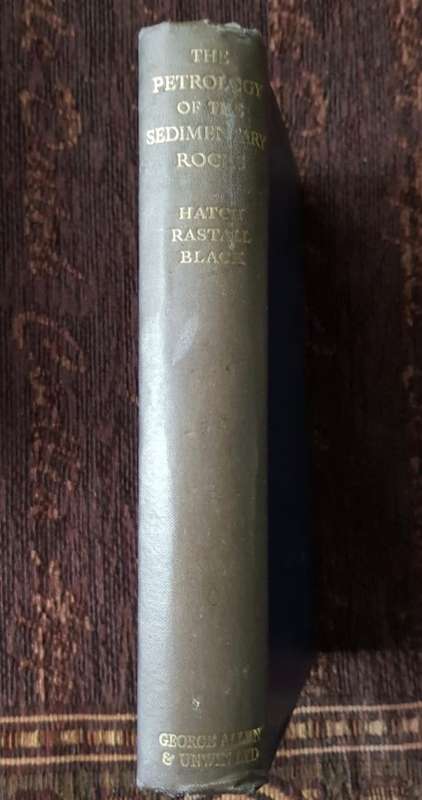 THE
PETROLOGY
OF THE
SEDIMENTARY
ROCKS
HATCH
RASTALL
BLACK
GEORGE ALLEN
& UNWIN LTD